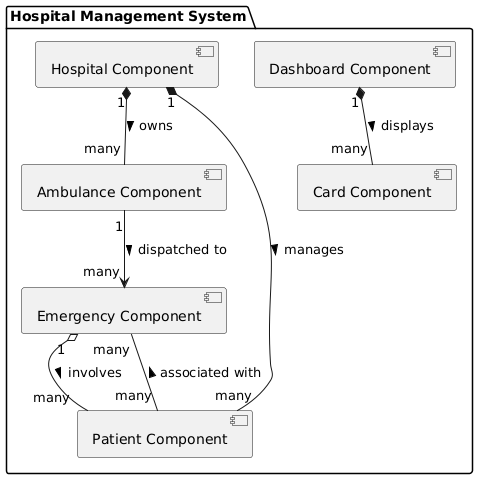 Hospital Management System
Hospital Component
Dashboard Component
1
1
1
owns
displays
many
many
Ambulance Component
Card Component
1
dispatched to
manages
many
Emergency Component
1
many
involves
associated with
many
many
many
Patient Component